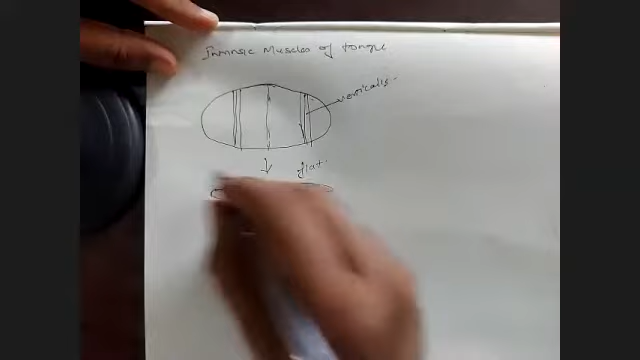 Intrinsic Muscles of tongue
verticalis
flat.